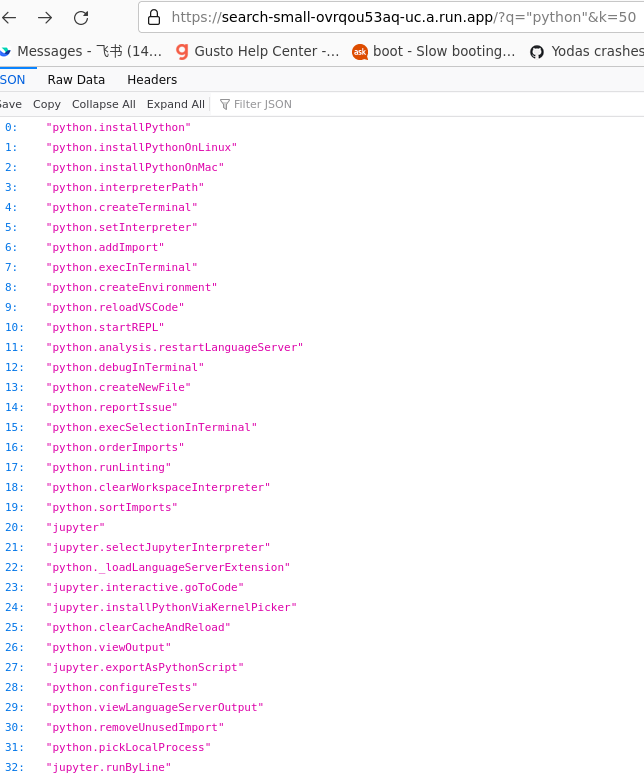 https://search-small-ovrqou53aq-uc.a.run.app/?q="python"&k=50
Messages - 飞书 (14… Gusto Help Center -… ask boot - Slow booting… Yodas crashes
SON Raw Data Headers
Save Copy Collapse All Expand All Filter JSON
0: "python.installPython"
1: "python.installPythonOnLinux"
2: "python.installPythonOnMac"
3: "python.interpreterPath"
4: "python.createTerminal"
5: "python.setInterpreter"
6: "python.addImport"
7: "python.execInTerminal"
8: "python.createEnvironment"
9: "python.reloadVSCode"
10: "python.startREPL"
11: "python.analysis.restartLanguageServer"
12: "python.debugInTerminal"
13: "python.createNewFile"
14: "python.reportIssue"
15: "python.execSelectionInTerminal"
16: "python.orderImports"
17: "python.runLinting"
18: "python.clearWorkspaceInterpreter"
19: "python.sortImports"
20: "jupyter"
21: "jupyter.selectJupyterInterpreter"
22: "python._loadLanguageServerExtension"
23: "jupyter.interactive.goToCode"
24: "jupyter.installPythonViaKernelPicker"
25: "python.clearCacheAndReload"
26: "python.viewOutput"
27: "jupyter.exportAsPythonScript"
28: "python.configureTests"
29: "python.viewLanguageServerOutput"
30: "python.removeUnusedImport"
31: "python.pickLocalProcess"
32: "jupyter.runByLine"